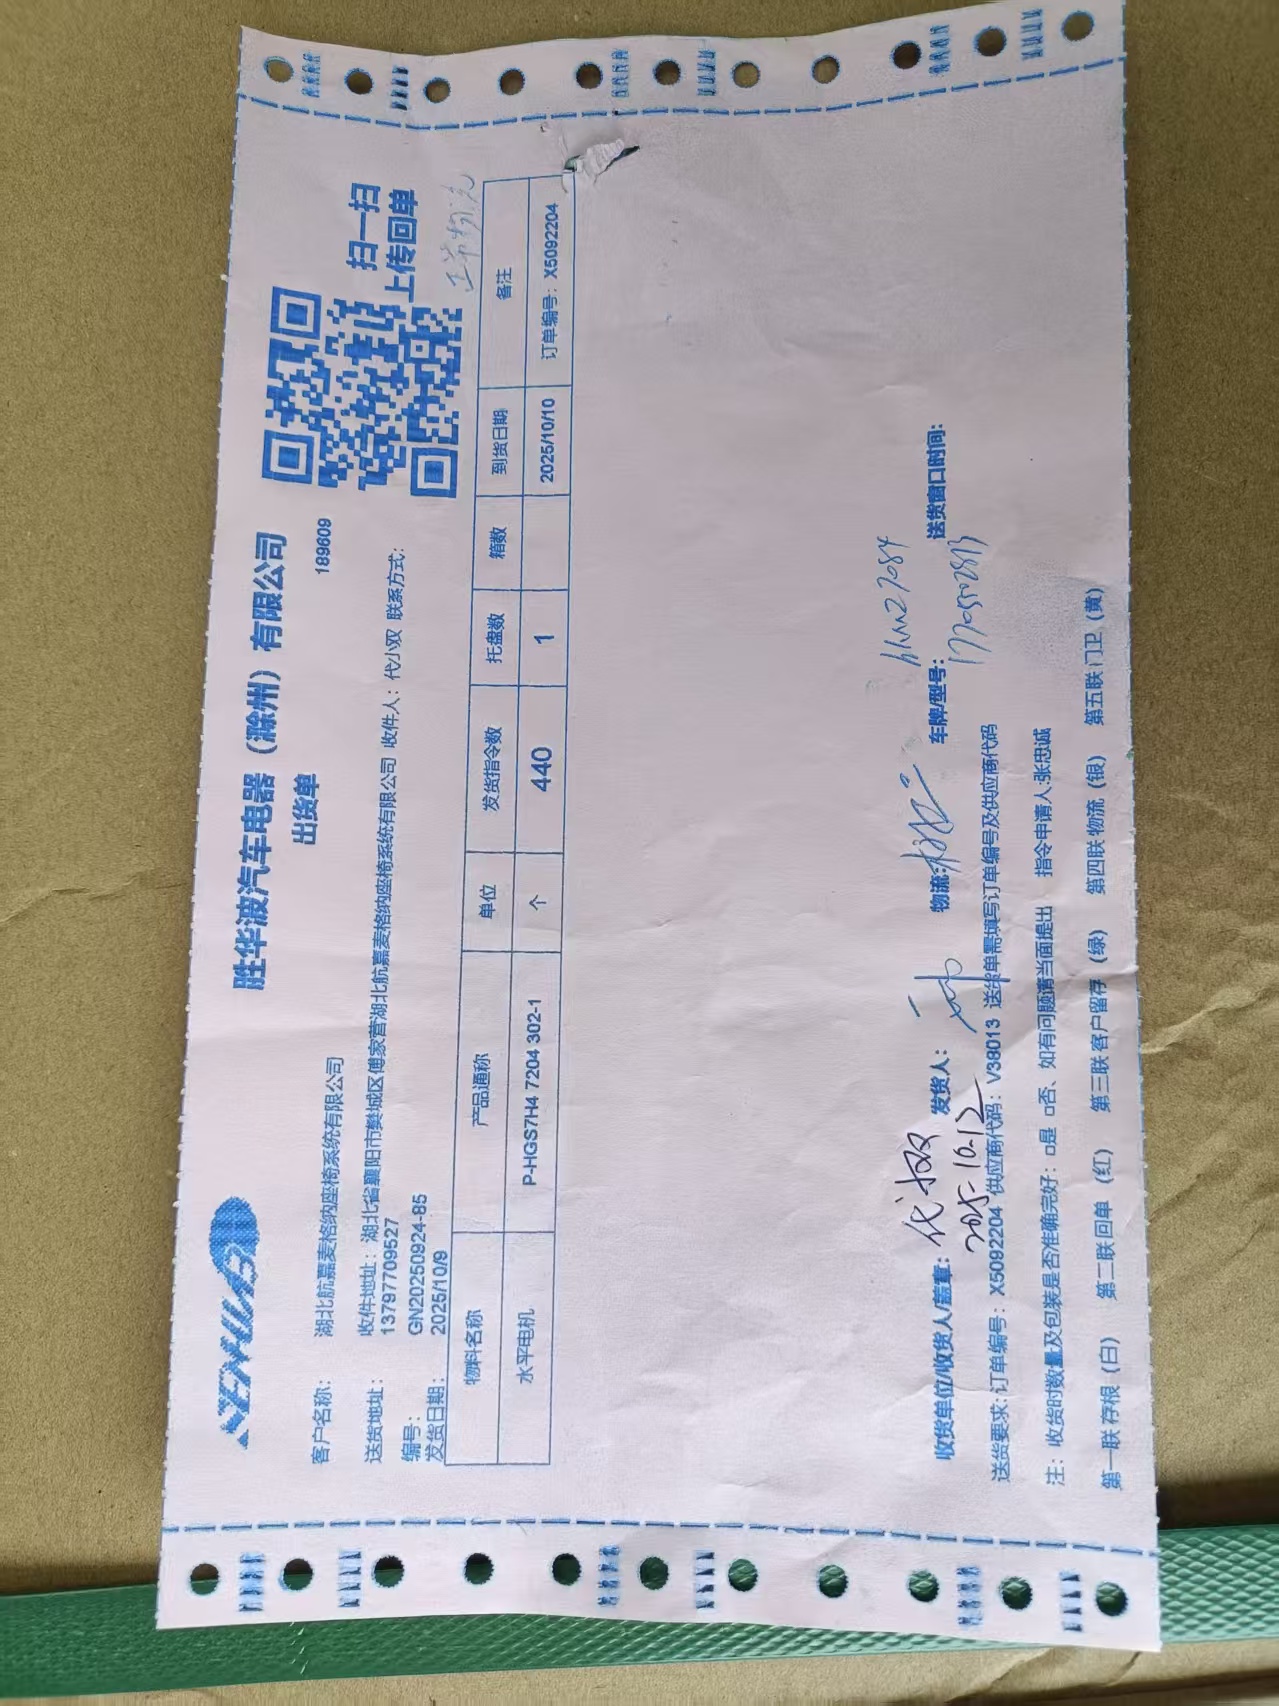 SENHUABO
胜华波汽车电器（滁州）有限公司
出货单
189609
扫一扫
上传回单
客户名称： 湖北航嘉麦格纳座椅系统有限公司
送货地址： 收件地址：湖北省襄阳市樊城区傅家营湖北航嘉麦格纳座椅系统有限公司 收件人：代小双 联系方式：
13797709527
编号： GN20250924-85
发货日期： 2025/10/9
物料名称 产品通称 单位 发货指令数 托盘数 箱数 到货日期 备注
水平电机 P-HGS7H4 7204 302-1 个 440 1 2025/10/10 订单编号：X5092204
收货单位/收货人/盖章： 发货人： 物流： 车牌/型号： 送货窗口时间：
2025-10-12 17705502813
送货要求:订单编号：X5092204 供应商代码：V38013 送货单需填写订单编号及供应商代码
注：收货时数量及包装是否准确完好：□是 □否、如有问题请当面提出 指令申请人:张忠诚
第一联存根（白） 第二联回单（红） 第三联客户留存（绿） 第四联物流（银） 第五联门卫（黄）